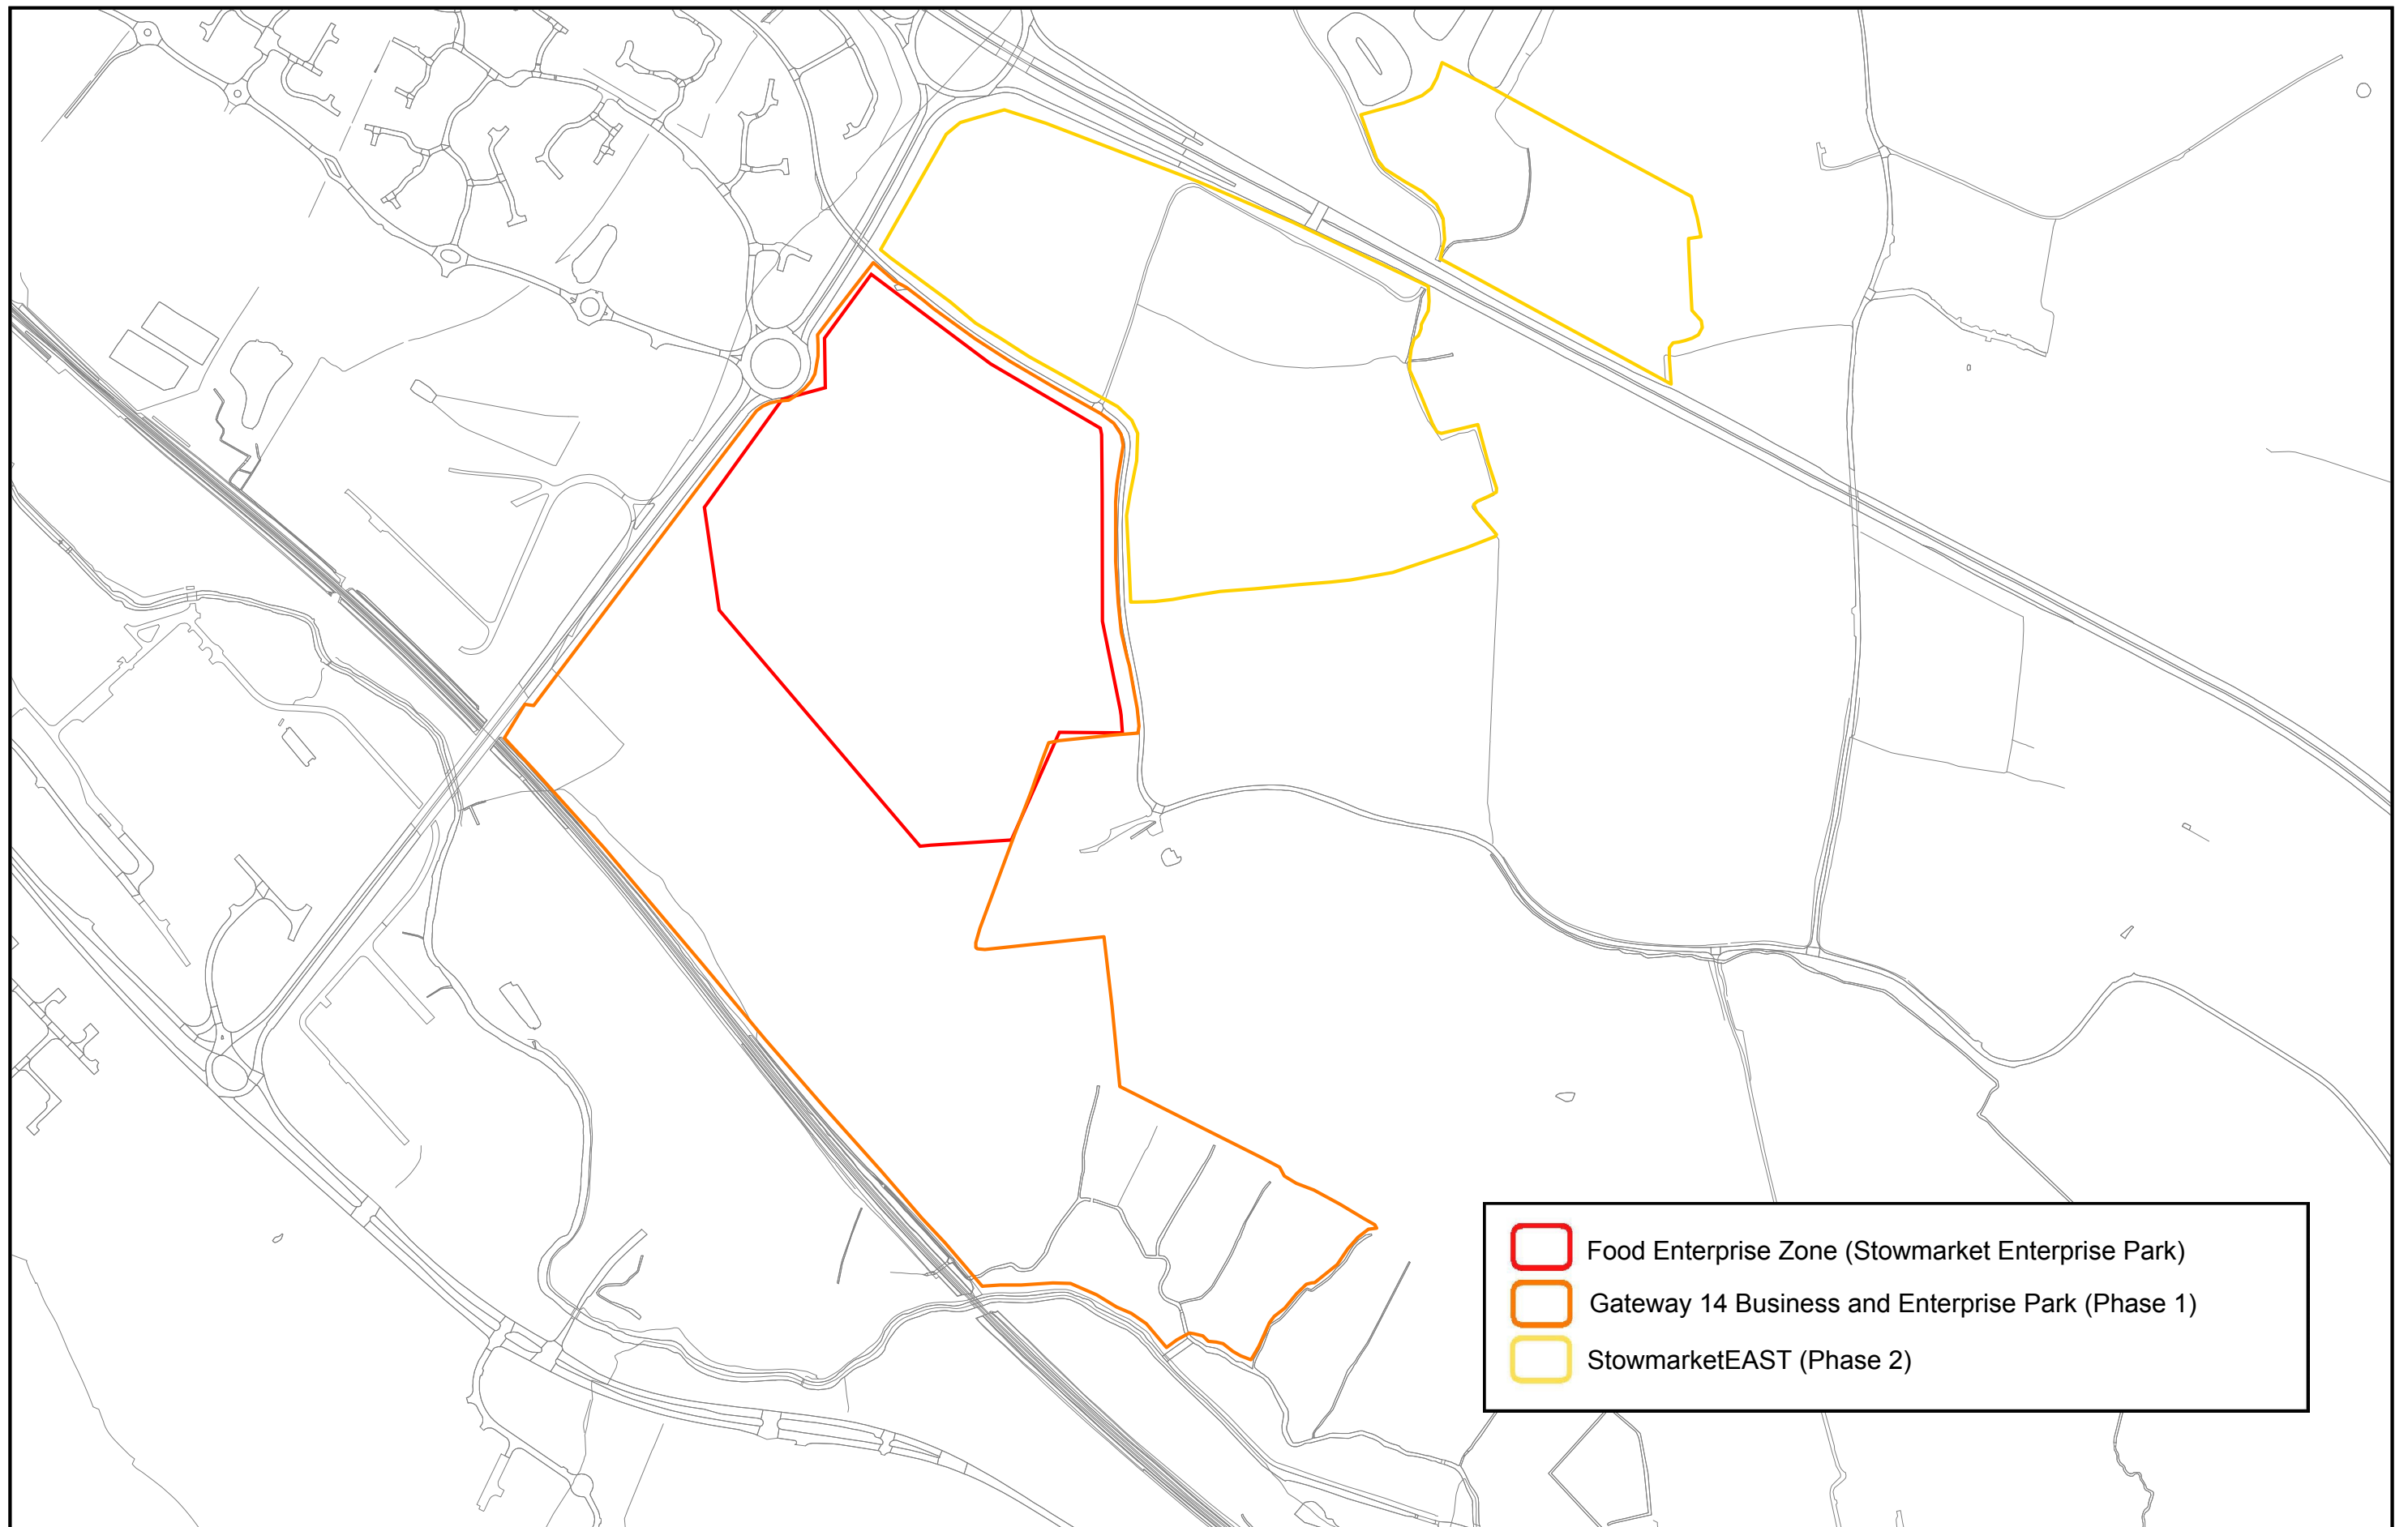 Food Enterprise Zone (Stowmarket Enterprise Park)
Gateway 14 Business and Enterprise Park (Phase 1)
StowmarketEAST (Phase 2)